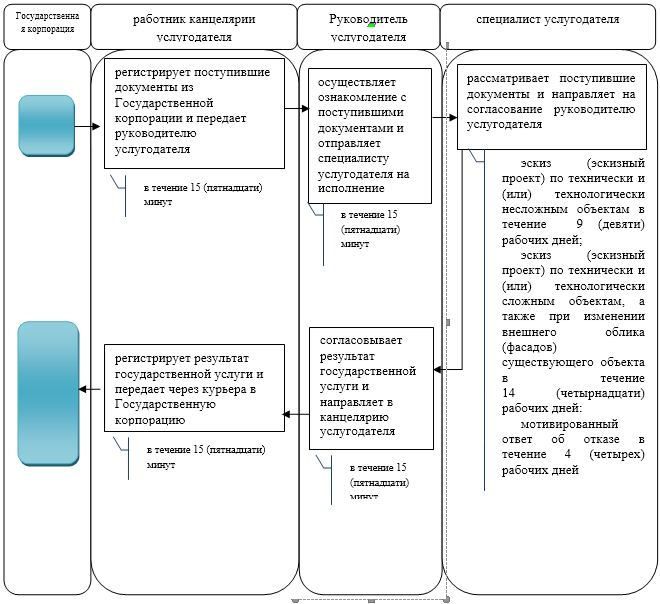 Государственна
я корпорация
работник канцелярии
услугодателя
Руководитель
услугодателя
специалист услугодателя
регистрирует поступившие
документы из
Государственной
корпорации и передает
руководителю
услугодателя
в течение 15 (пятнадцати)
минут
осуществляет
ознакомление с
поступившими
документами и
отправляет
специалисту
услугодателя на
исполнение
в течение 15
(пятнадцати)
минут
рассматривает поступившие
документы и направляет на
согласование руководителю
услугодателя
эскиз (эскизный
проект) по технически и
(или) технологически
несложным объектам в
течение 9 (девяти)
рабочих дней;
эскиз (эскизный
проект) по технически и
(или) технологически
сложным объектам, а
также при изменении
внешнего облика
(фасадов)
существующего объекта
в течение
14 (четырнадцати)
рабочих дней:
мотивированный
ответ об отказе в
течение 4 (четырех)
рабочих дней
согласовывает
результат
государственной
услуги и
направляет в
канцелярию
услугодателя
в течение 15
(пятнадцати)
минут
регистрирует результат
государственной услуги и
передает через курьера в
Государственную
корпорацию
в течение 15 (пятнадцати)
минут